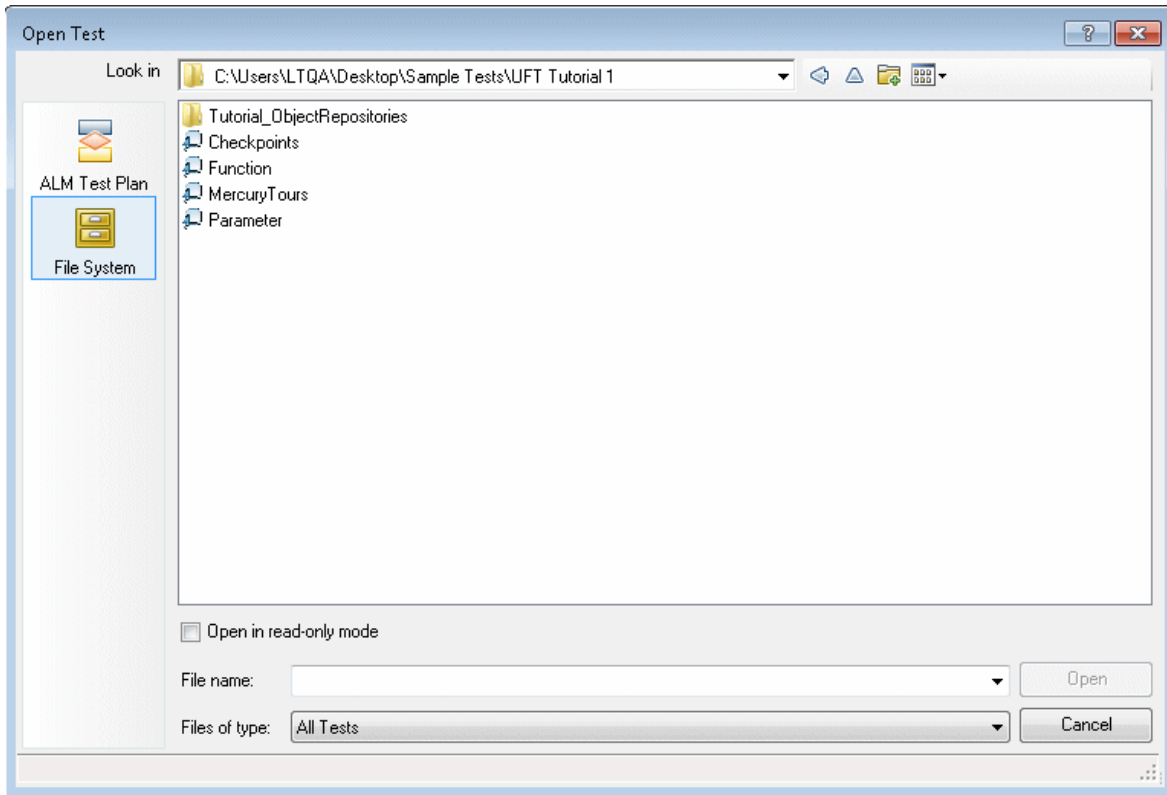 Open Test
Look in
C:\Users\LTQA\Desktop\Sample Tests\UFT Tutorial 1
ALM Test Plan
File System
Tutorial_ObjectRepositories
Checkpoints
Function
MercuryTours
Parameter
Open in read-only mode
File name:
Open
Files of type:
All Tests
Cancel